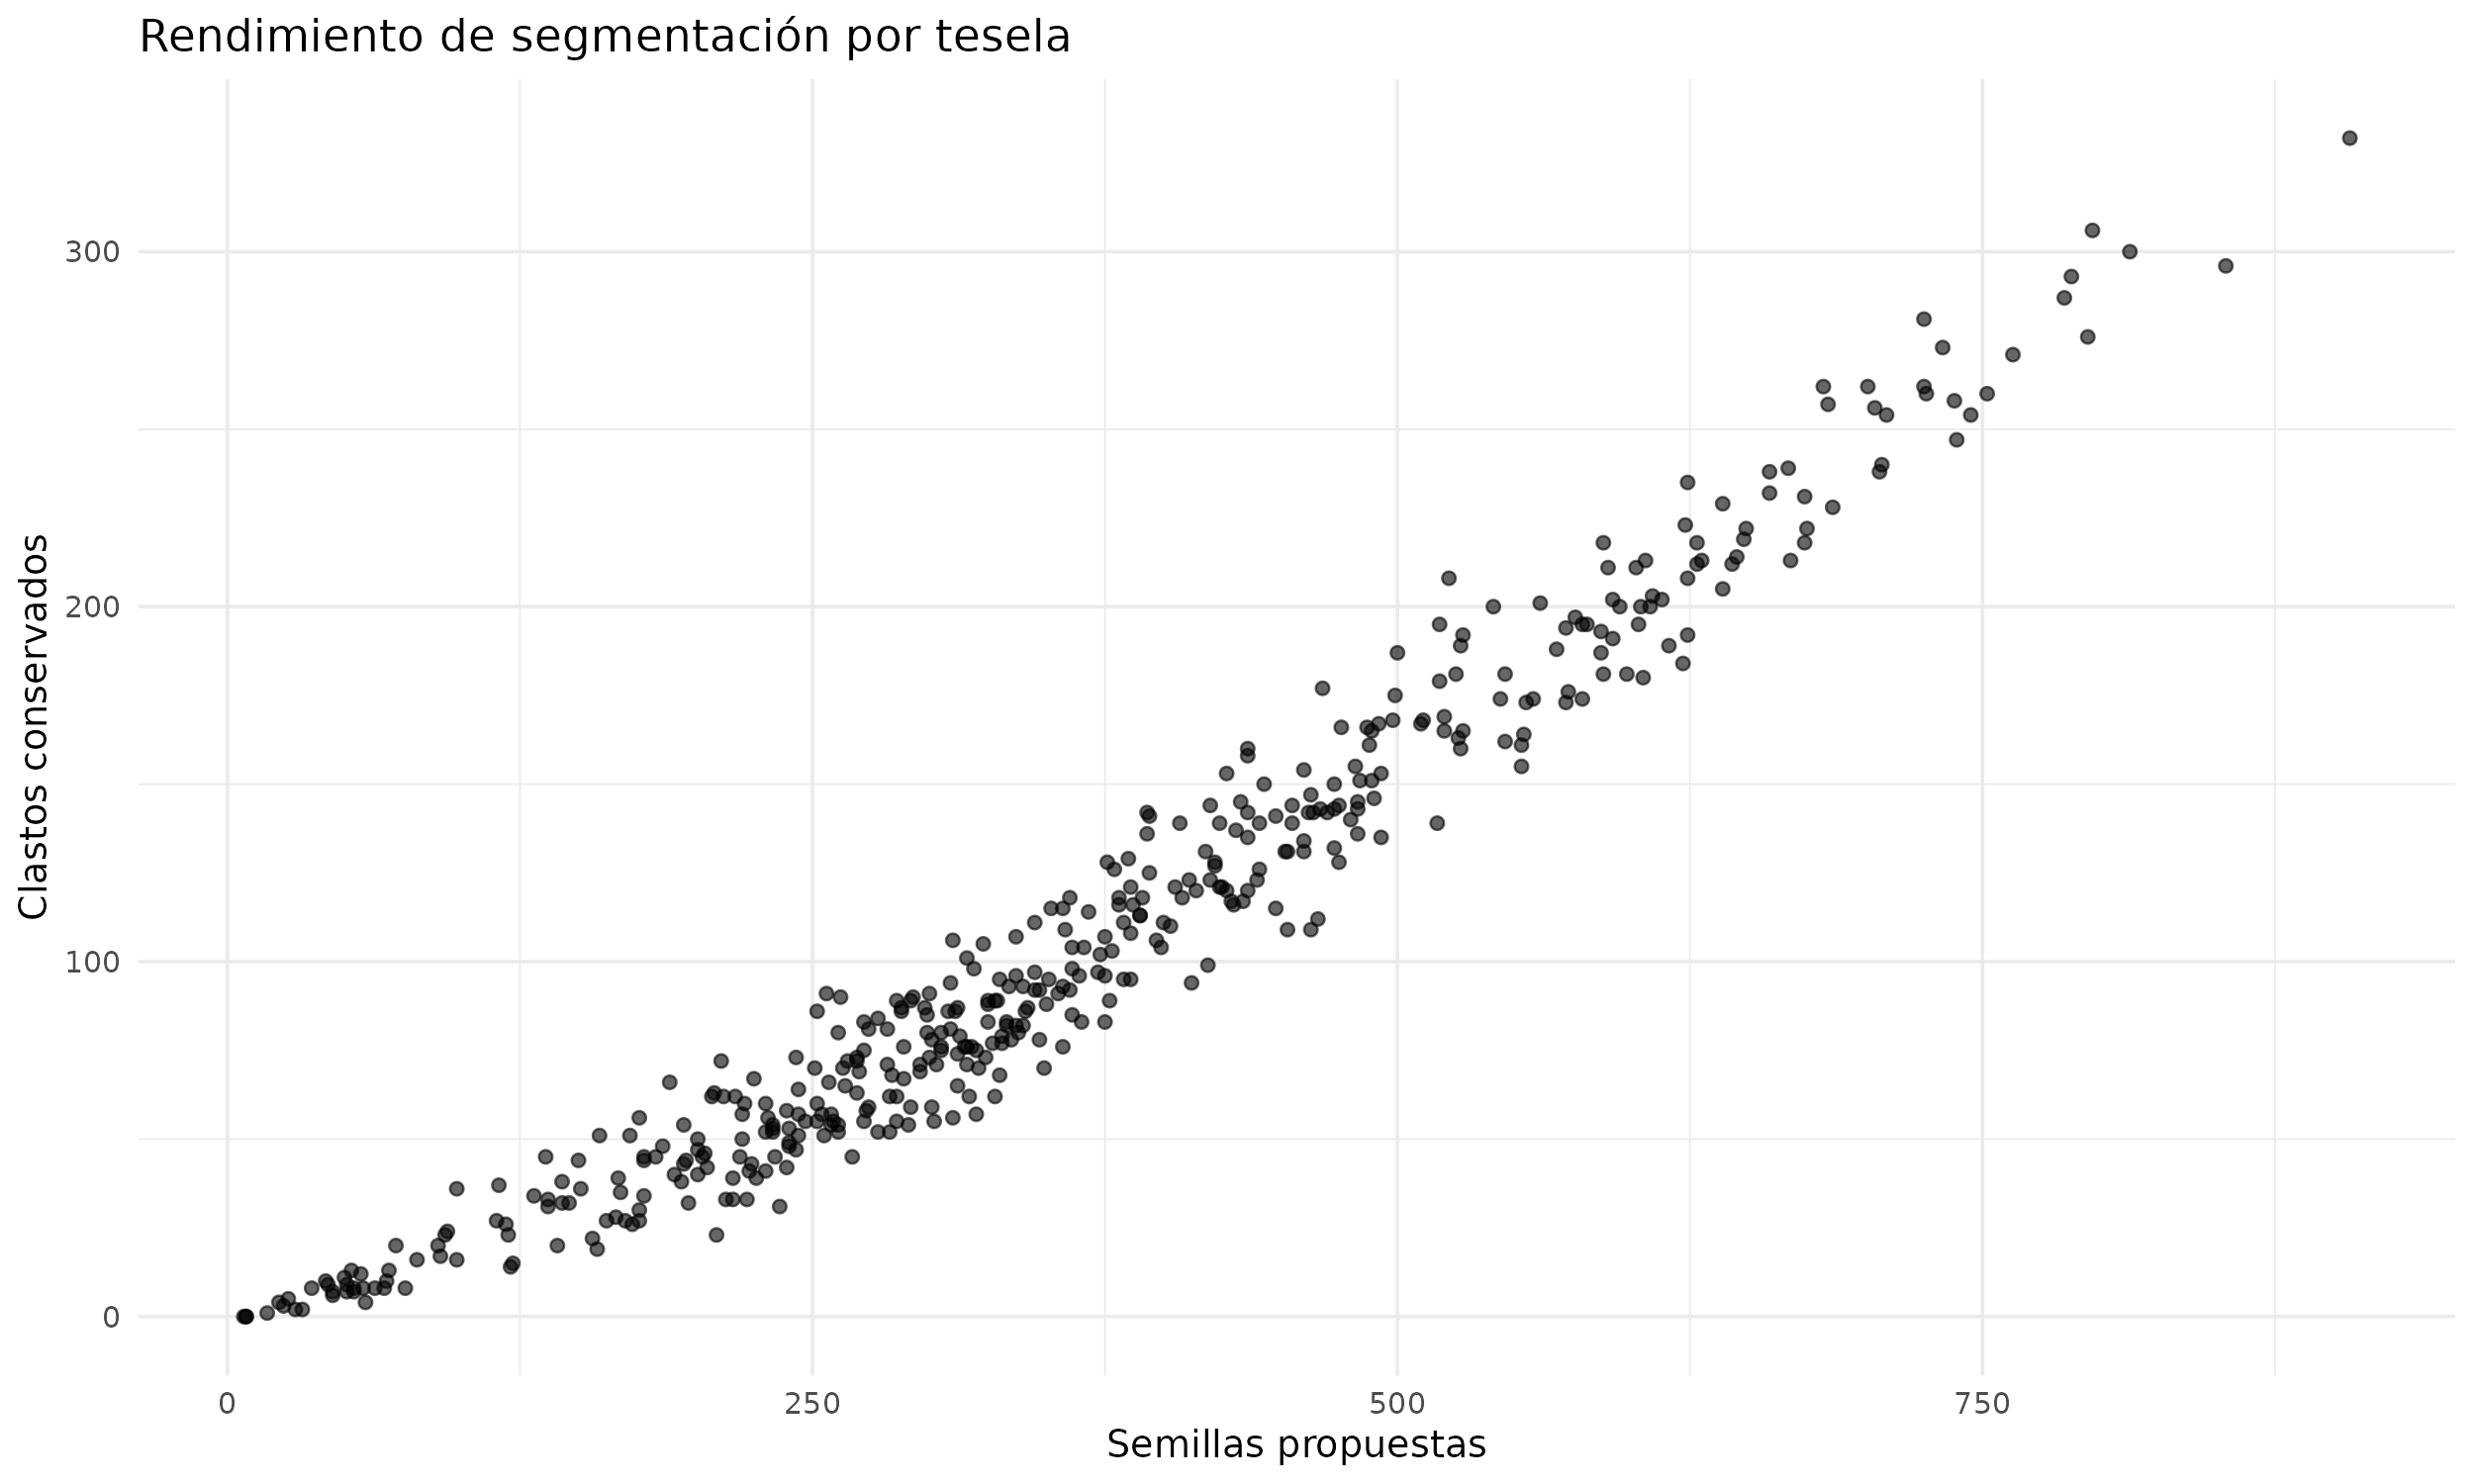 Rendimiento de segmentación por tesela
Clastos conservados
300
200
100
0
0 250 500 750
Semillas propuestas